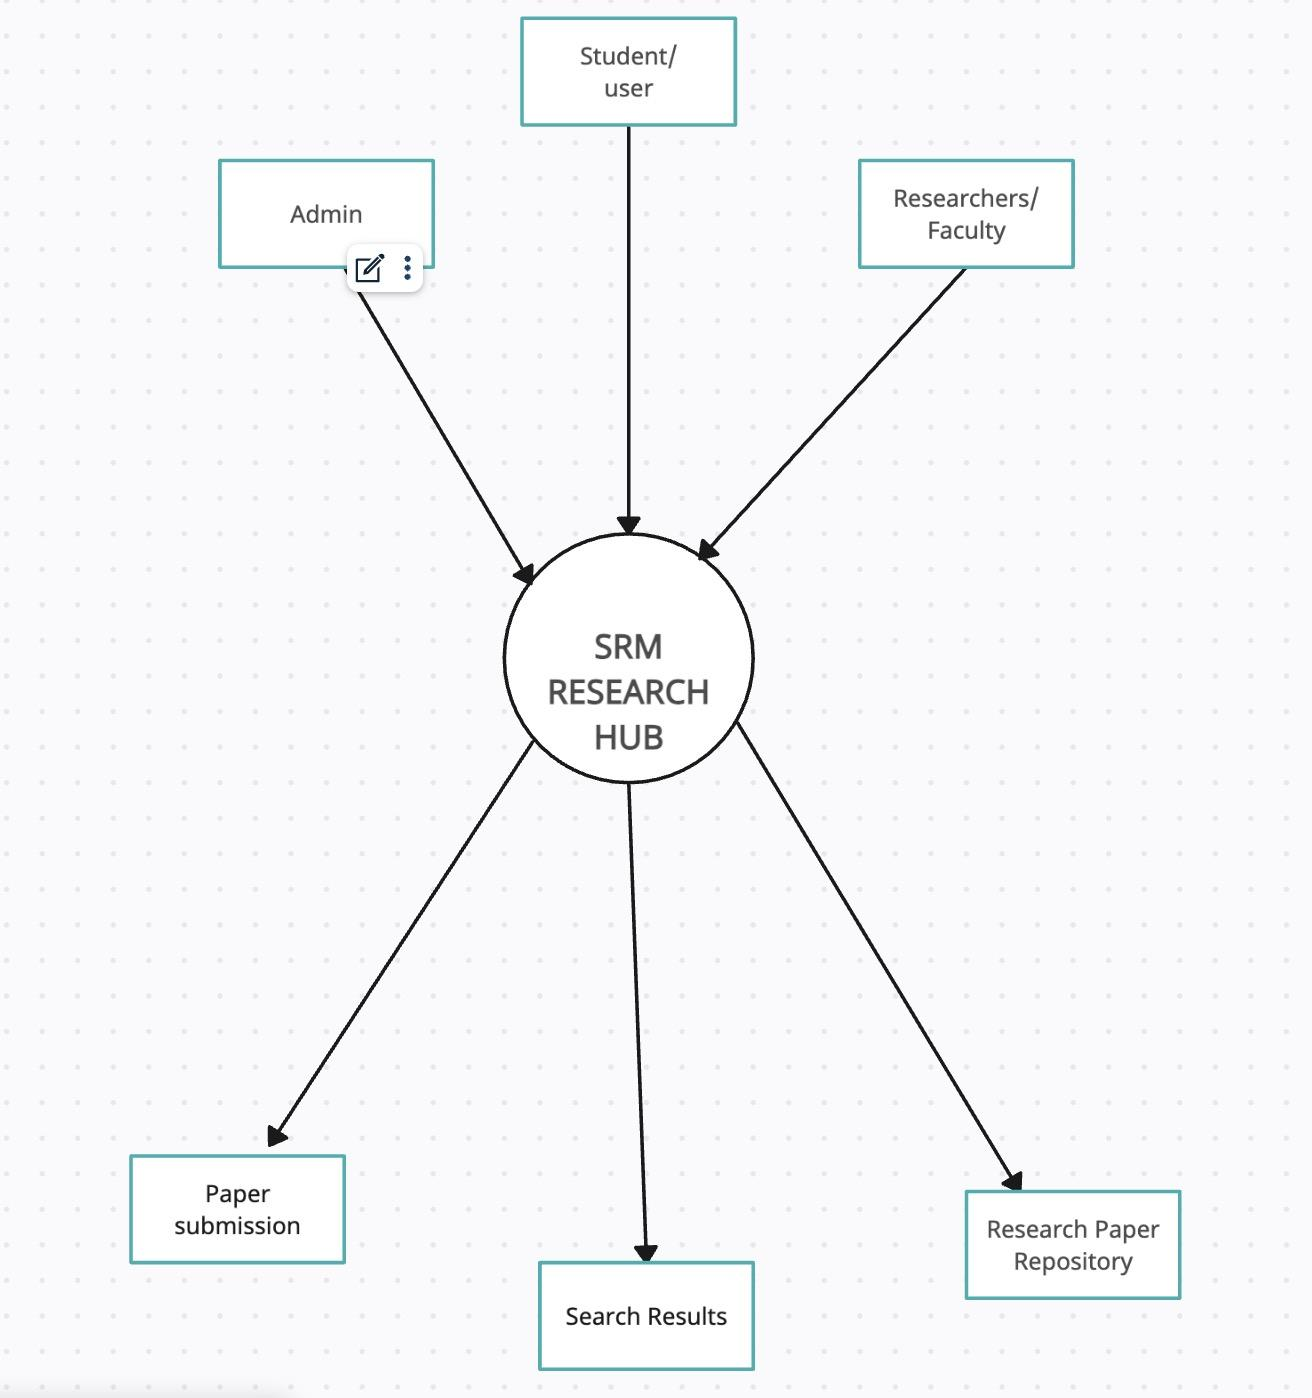 Student/
user
Admin
Researchers/
Faculty
SRM
RESEARCH
HUB
Paper
submission
Research Paper
Repository
Search Results